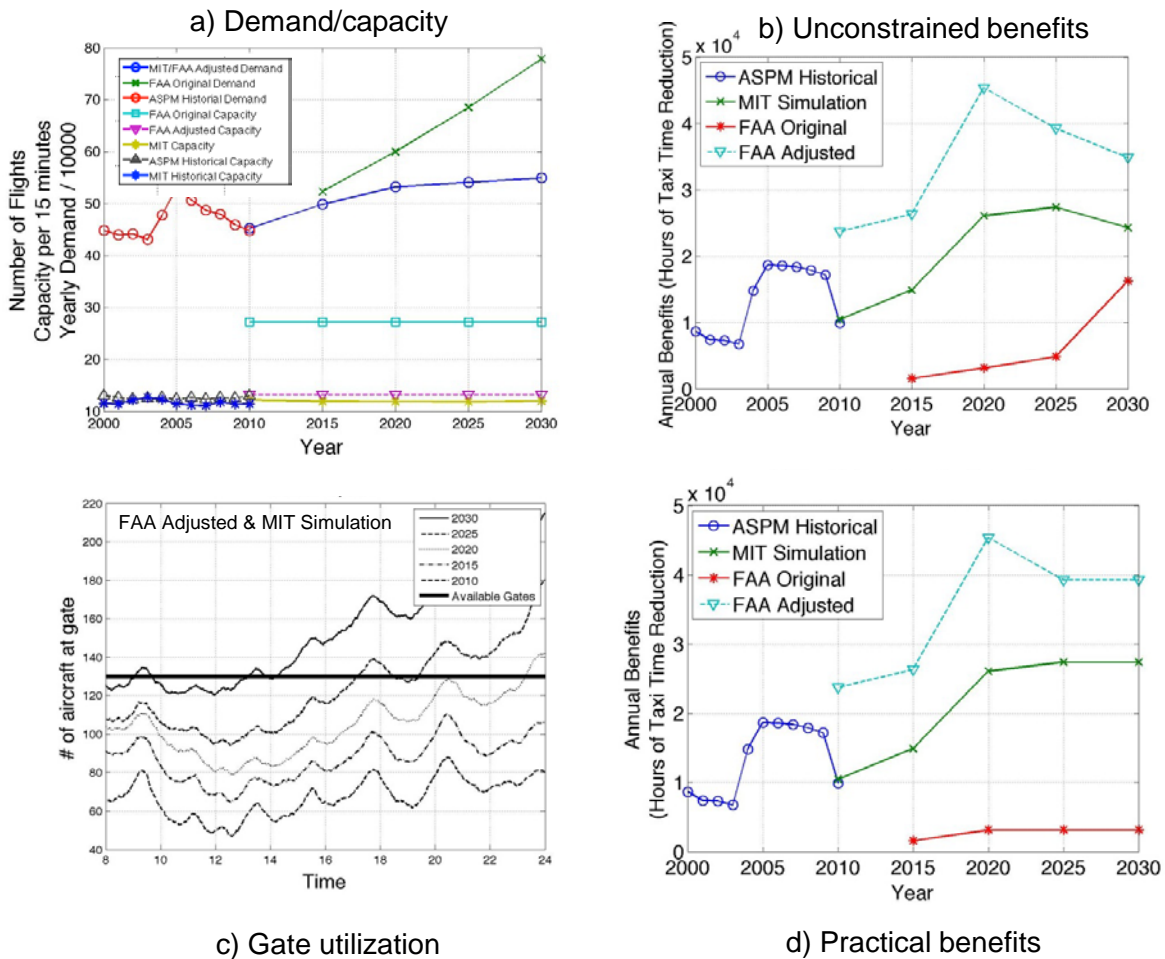 a) Demand/capacity
80
70
60
50
40
30
20
10
MIT/FAA Adjusted Demand
FAA Original Demand
ASPM Historial Demand
FAA Original Capacity
FAA Adjusted Capacity
MIT Capacity
ASPM Historical Capacity
MIT Historical Capacity
Number of Flights
Capacity per 15 minutes
Yearly Demand / 10000
2000 2005 2010 2015 2020 2025 2030
Year
b) Unconstrained benefits
x 10⁴
5
4
3
2
1
0
ASPM Historical
MIT Simulation
FAA Original
FAA Adjusted
Annual Benefits (Hours of Taxi Time Reduction)
2000 2005 2010 2015 2020 2025 2030
Year
FAA Adjusted & MIT Simulation
220
200
180
160
140
120
100
80
60
40
2030
2025
2020
2015
2010
Available Gates
# of aircraft at gate
8 10 12 14 16 18 20 22 24
Time
c) Gate utilization
x 10⁴
5
4
3
2
1
0
ASPM Historical
MIT Simulation
FAA Original
FAA Adjusted
Annual Benefits
(Hours of Taxi Time Reduction)
2000 2005 2010 2015 2020 2025 2030
Year
d) Practical benefits